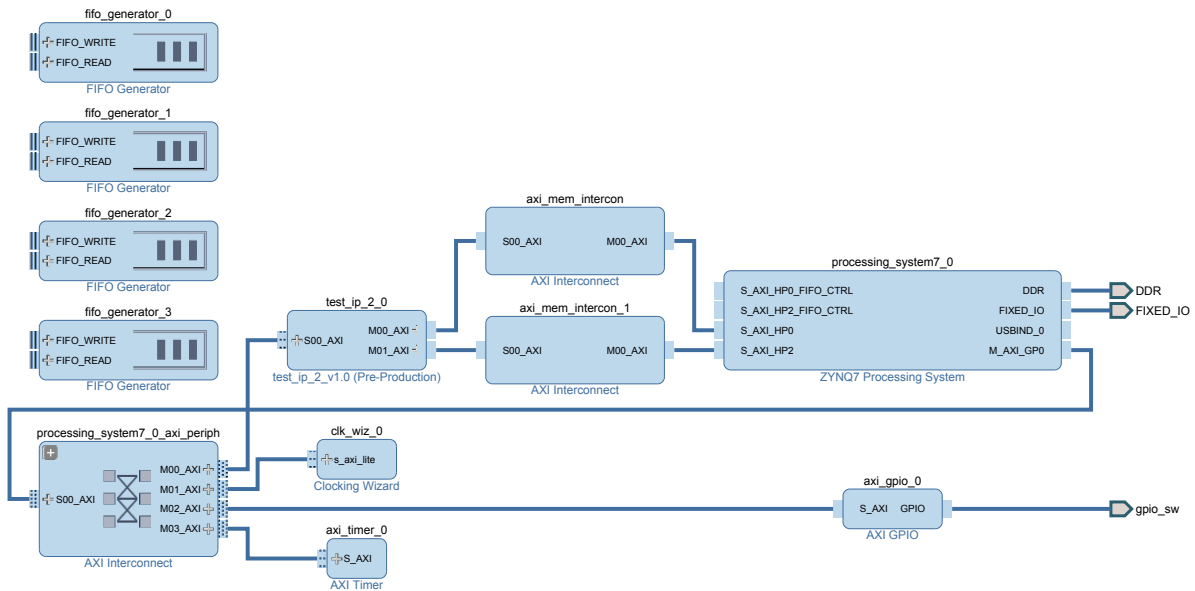 fifo_generator_0
FIFO_WRITE
FIFO_READ
FIFO Generator
fifo_generator_1
FIFO_WRITE
FIFO_READ
FIFO Generator
fifo_generator_2
FIFO_WRITE
FIFO_READ
FIFO Generator
fifo_generator_3
FIFO_WRITE
FIFO_READ
FIFO Generator
test_ip_2_0
S00_AXI
M00_AXI
M01_AXI
test_ip_2_v1.0 (Pre-Production)
axi_mem_intercon
S00_AXI M00_AXI
AXI Interconnect
axi_mem_intercon_1
S00_AXI M00_AXI
AXI Interconnect
processing_system7_0
S_AXI_HP0_FIFO_CTRL DDR
S_AXI_HP2_FIFO_CTRL FIXED_IO
S_AXI_HP0 USBIND_0
S_AXI_HP2 M_AXI_GP0
ZYNQ7 Processing System
DDR
FIXED_IO
processing_system7_0_axi_periph
S00_AXI
M00_AXI
M01_AXI
M02_AXI
M03_AXI
AXI Interconnect
clk_wiz_0
s_axi_lite
Clocking Wizard
axi_timer_0
S_AXI
AXI Timer
axi_gpio_0
S_AXI GPIO
AXI GPIO
gpio_sw